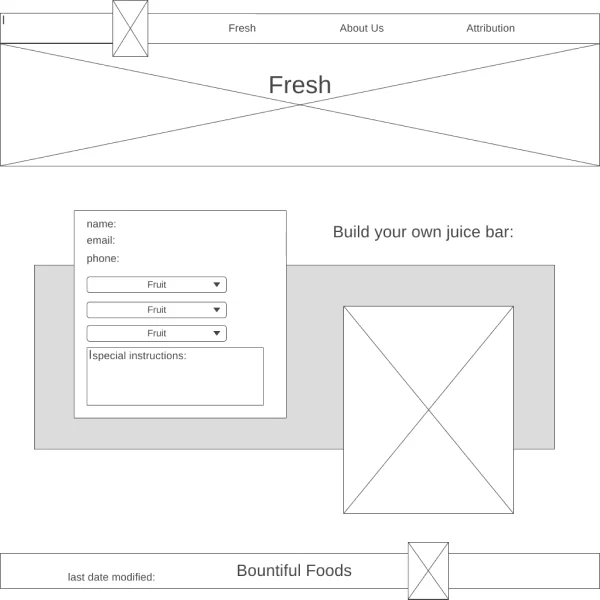 Fresh
About Us
Attribution
Fresh
name:
email:
phone:
Fruit
Fruit
Fruit
special instructions:
Build your own juice bar:
last date modified:
Bountiful Foods